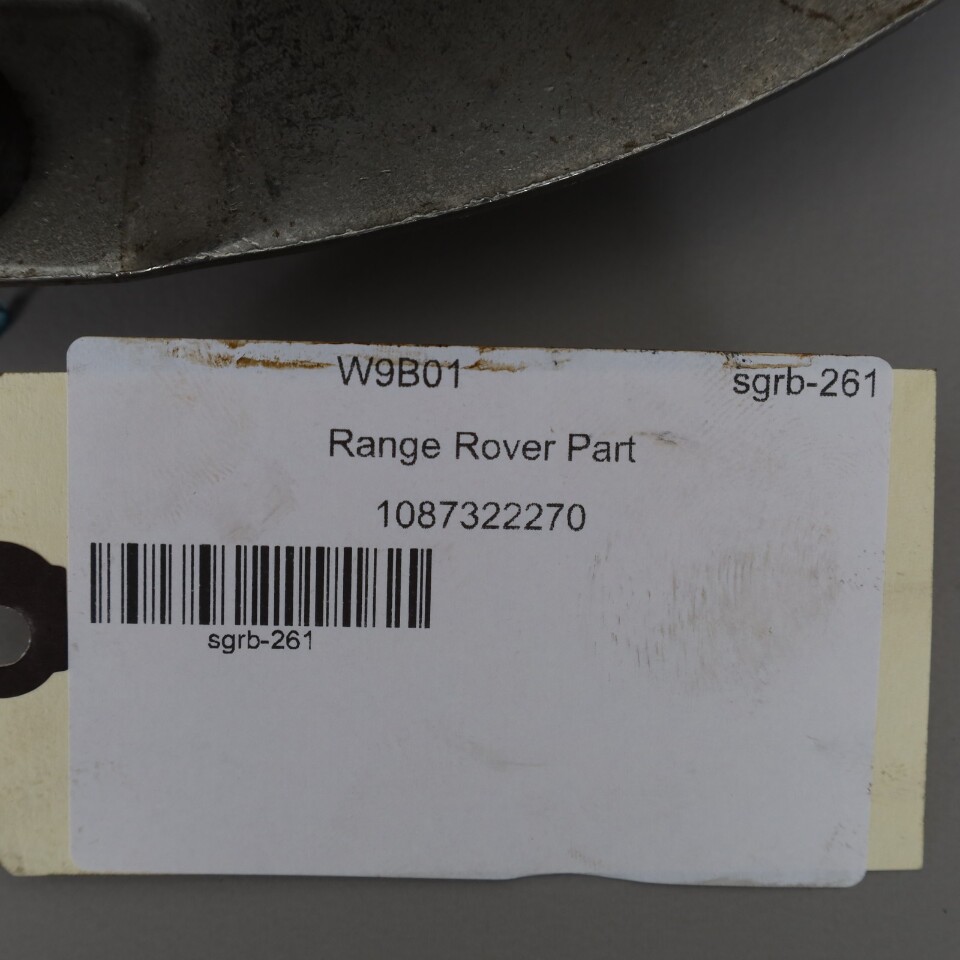 W9B01 sgrb-261
Range Rover Part
1087322270
sgrb-261